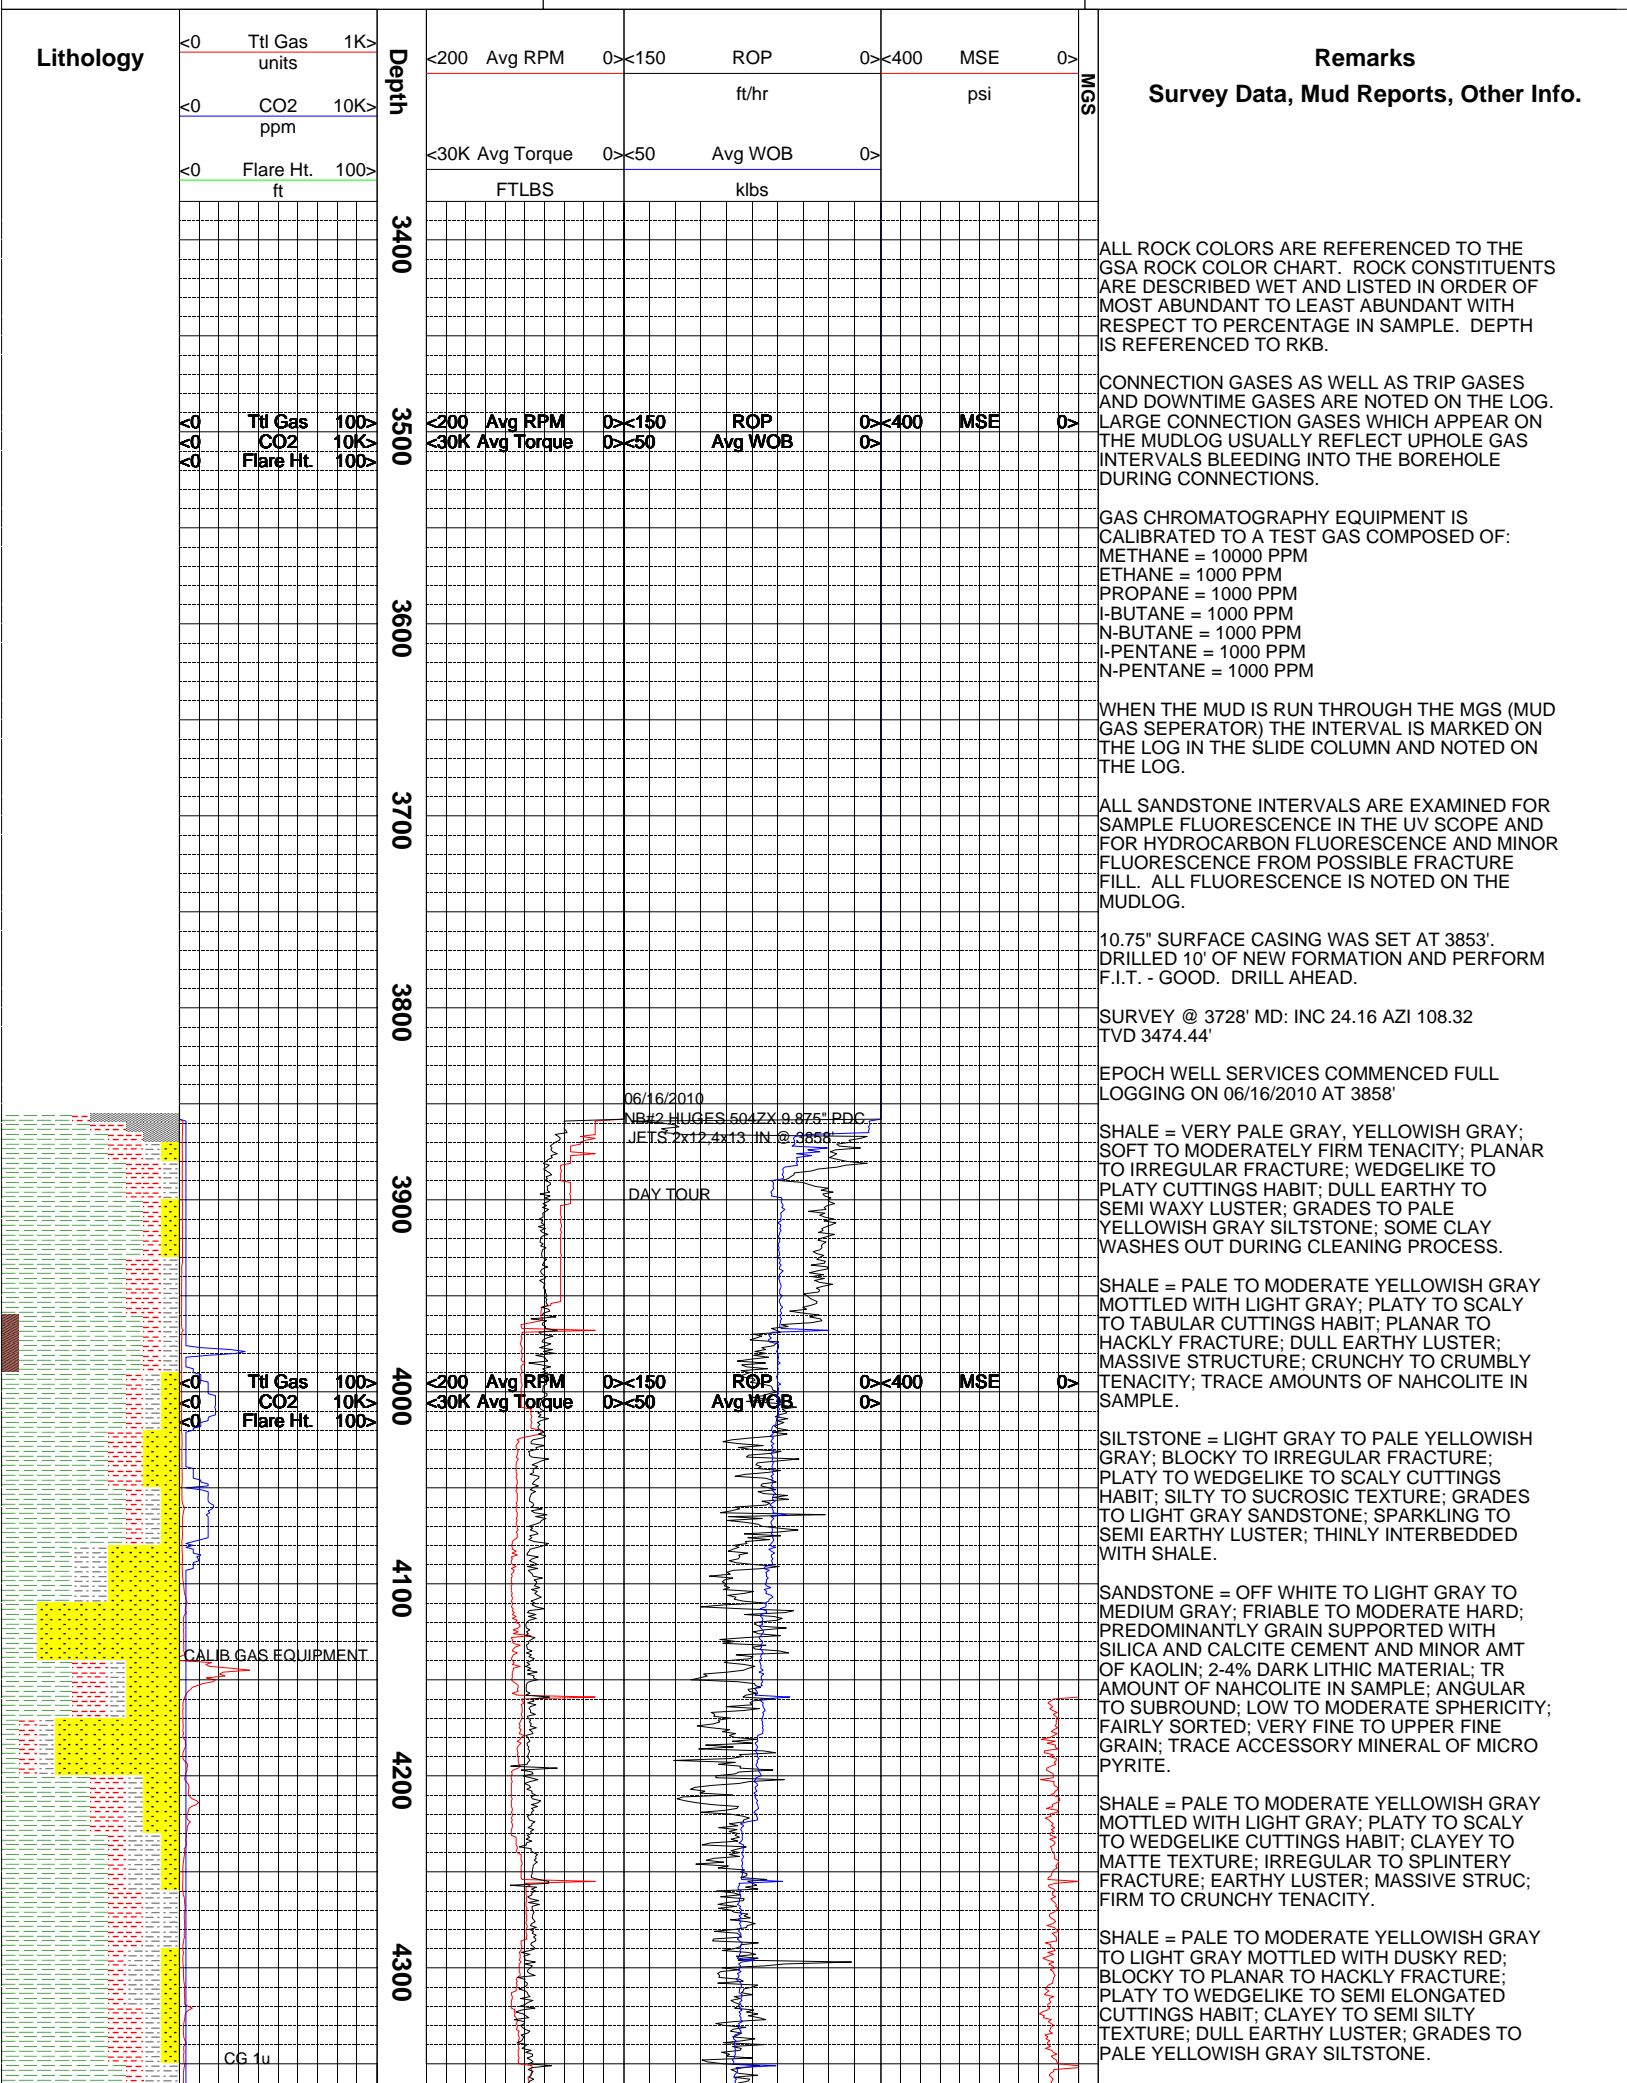 Lithology
<0 Ttl Gas 1K>
units
<0 CO2 10K>
ppm
<0 Flare Ht. 100>
ft
Depth
<200 Avg RPM 0>
<30K Avg Torque 0>
FTLBS
<150 ROP 0>
ft/hr
<50 Avg WOB 0>
klbs
<400 MSE 0>
psi
MGS
Remarks
Survey Data, Mud Reports, Other Info.
3400
ALL ROCK COLORS ARE REFERENCED TO THE
GSA ROCK COLOR CHART. ROCK CONSTITUENTS
ARE DESCRIBED WET AND LISTED IN ORDER OF
MOST ABUNDANT TO LEAST ABUNDANT WITH
RESPECT TO PERCENTAGE IN SAMPLE. DEPTH
IS REFERENCED TO RKB.
CONNECTION GASES AS WELL AS TRIP GASES
AND DOWNTIME GASES ARE NOTED ON THE LOG.
LARGE CONNECTION GASES WHICH APPEAR ON
THE MUDLOG USUALLY REFLECT UPHOLE GAS
INTERVALS BLEEDING INTO THE BOREHOLE
DURING CONNECTIONS.
<0 Ttl Gas 100>
<0 CO2 10K>
<0 Flare Ht. 100>
3500
<200 Avg RPM 0><150 ROP 0><400 MSE 0>
<30K Avg Torque 0><50 Avg WOB 0>
GAS CHROMATOGRAPHY EQUIPMENT IS
CALIBRATED TO A TEST GAS COMPOSED OF:
METHANE = 10000 PPM
ETHANE = 1000 PPM
PROPANE = 1000 PPM
I-BUTANE = 1000 PPM
N-BUTANE = 1000 PPM
I-PENTANE = 1000 PPM
N-PENTANE = 1000 PPM
3600
WHEN THE MUD IS RUN THROUGH THE MGS (MUD
GAS SEPERATOR) THE INTERVAL IS MARKED ON
THE LOG IN THE SLIDE COLUMN AND NOTED ON
THE LOG.
3700
ALL SANDSTONE INTERVALS ARE EXAMINED FOR
SAMPLE FLUORESCENCE IN THE UV SCOPE AND
FOR HYDROCARBON FLUORESCENCE AND MINOR
FLUORESCENCE FROM POSSIBLE FRACTURE
FILL. ALL FLUORESCENCE IS NOTED ON THE
MUDLOG.
10.75" SURFACE CASING WAS SET AT 3853'.
DRILLED 10' OF NEW FORMATION AND PERFORM
F.I.T. - GOOD. DRILL AHEAD.
3800
SURVEY @ 3728' MD: INC 24.16 AZI 108.32
TVD 3474.44'
EPOCH WELL SERVICES COMMENCED FULL
LOGGING ON 06/16/2010 AT 3858'
06/16/2010
NB#2 HUGES 504ZX 9.875" PDC
JETS 2x12,4x13 IN @ 3858'
SHALE = VERY PALE GRAY, YELLOWISH GRAY;
SOFT TO MODERATELY FIRM TENACITY; PLANAR
TO IRREGULAR FRACTURE; WEDGELIKE TO
PLATY CUTTINGS HABIT; DULL EARTHY TO
SEMI WAXY LUSTER; GRADES TO PALE
YELLOWISH GRAY SILTSTONE; SOME CLAY
WASHES OUT DURING CLEANING PROCESS.
3900
DAY TOUR
SHALE = PALE TO MODERATE YELLOWISH GRAY
MOTTLED WITH LIGHT GRAY; PLATY TO SCALY
TO TABULAR CUTTINGS HABIT; PLANAR TO
HACKLY FRACTURE; DULL EARTHY LUSTER;
MASSIVE STRUCTURE; CRUNCHY TO CRUMBLY
TENACITY; TRACE AMOUNTS OF NAHCOLITE IN
SAMPLE.
<0 Ttl Gas 100>
<0 CO2 10K>
<0 Flare Ht. 100>
4000
<200 Avg RPM 0><150 ROP 0><400 MSE 0>
<30K Avg Torque 0><50 Avg WOB 0>
SILTSTONE = LIGHT GRAY TO PALE YELLOWISH
GRAY; BLOCKY TO IRREGULAR FRACTURE;
PLATY TO WEDGELIKE TO SCALY CUTTINGS
HABIT; SILTY TO SUCROSIC TEXTURE; GRADES
TO LIGHT GRAY SANDSTONE; SPARKLING TO
SEMI EARTHY LUSTER; THINLY INTERBEDDED
WITH SHALE.
4100
SANDSTONE = OFF WHITE TO LIGHT GRAY TO
MEDIUM GRAY; FRIABLE TO MODERATE HARD;
PREDOMINANTLY GRAIN SUPPORTED WITH
SILICA AND CALCITE CEMENT AND MINOR AMT
OF KAOLIN; 2-4% DARK LITHIC MATERIAL; TR
AMOUNT OF NAHCOLITE IN SAMPLE; ANGULAR
TO SUBROUND; LOW TO MODERATE SPHERICITY;
FAIRLY SORTED; VERY FINE TO UPPER FINE
GRAIN; TRACE ACCESSORY MINERAL OF MICRO
PYRITE.
CALIB GAS EQUIPMENT
4200
SHALE = PALE TO MODERATE YELLOWISH GRAY
MOTTLED WITH LIGHT GRAY; PLATY TO SCALY
TO WEDGELIKE CUTTINGS HABIT; CLAYEY TO
MATTE TEXTURE; IRREGULAR TO SPLINTERY
FRACTURE; EARTHY LUSTER; MASSIVE STRUC;
FIRM TO CRUNCHY TENACITY.
4300
SHALE = PALE TO MODERATE YELLOWISH GRAY
TO LIGHT GRAY MOTTLED WITH DUSKY RED;
BLOCKY TO PLANAR TO HACKLY FRACTURE;
PLATY TO WEDGELIKE TO SEMI ELONGATED
CUTTINGS HABIT; CLAYEY TO SEMI SILTY
TEXTURE; DULL EARTHY LUSTER; GRADES TO
PALE YELLOWISH GRAY SILTSTONE.
CG 1u